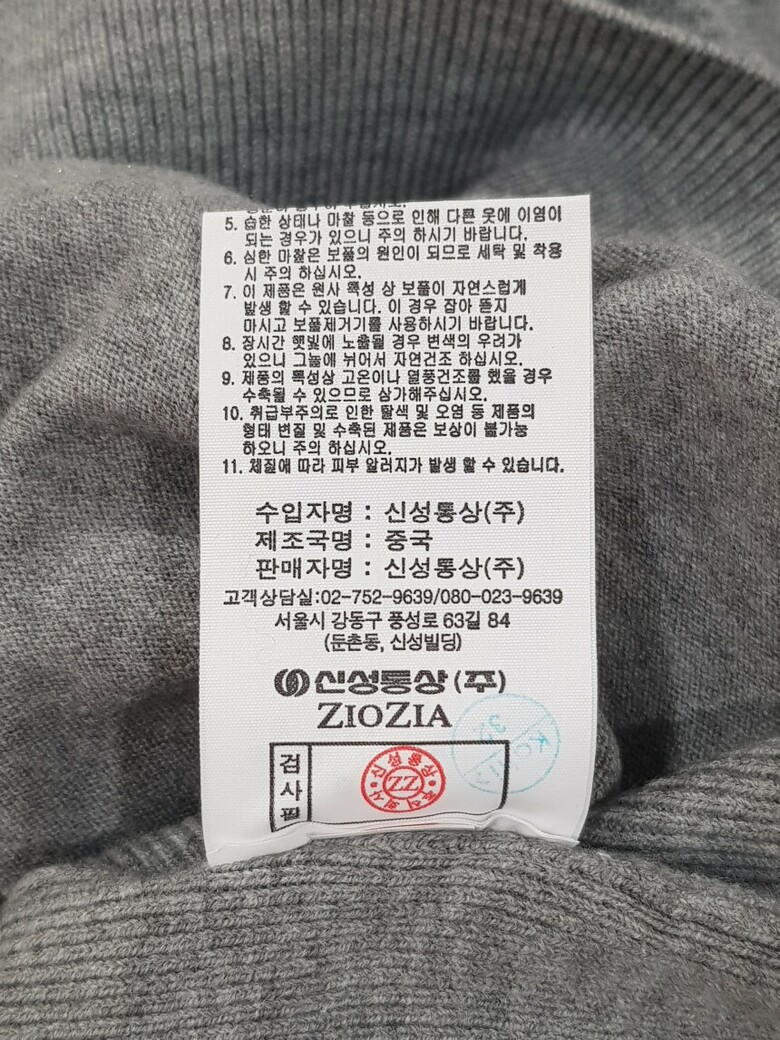 5. 습한 상태나 마찰 등으로 인해 다른 옷에 이염이
되는 경우가 있으니 주의 하시기 바랍니다.
6. 심한 마찰은 보풀의 원인이 되므로 세탁 및 착용
시 주의 하십시오.
7. 이 제품은 원사 특성 상 보풀이 자연스럽게
발생 할 수 있습니다. 이 경우 잡아 뜯지
마시고 보풀제거기를 사용하시기 바랍니다.
8. 장시간 햇빛에 노출될 경우 변색의 우려가
있으니 그늘에 뉘어서 자연건조 하십시오.
9. 제품의 특성상 고온이나 열풍건조를 했을 경우
수축될 수 있으므로 삼가해주십시오.
10. 취급부주의로 인한 탈색 및 오염 등 제품의
형태 변질 및 수축된 제품은 보상이 불가능
하오니 주의 하십시오.
11. 체질에 따라 피부 알러지가 발생 할 수 있습니다.
수입자명 : 신성통상(주)
제조국명 : 중국
판매자명 : 신성통상(주)
고객상담실:02-752-9639/080-023-9639
서울시 강동구 풍성로 63길 84
(둔촌동, 신성빌딩)
신성통상(주)
ZIOZIA
검사필
신성통상
ZZ
주식회사
32